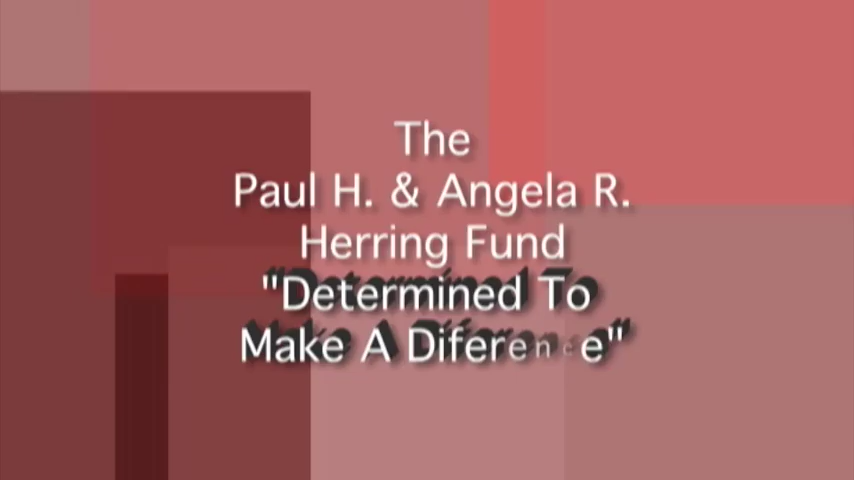 The
Paul H. & Angela R.
Herring Fund
"Determined To
Make A Diference"